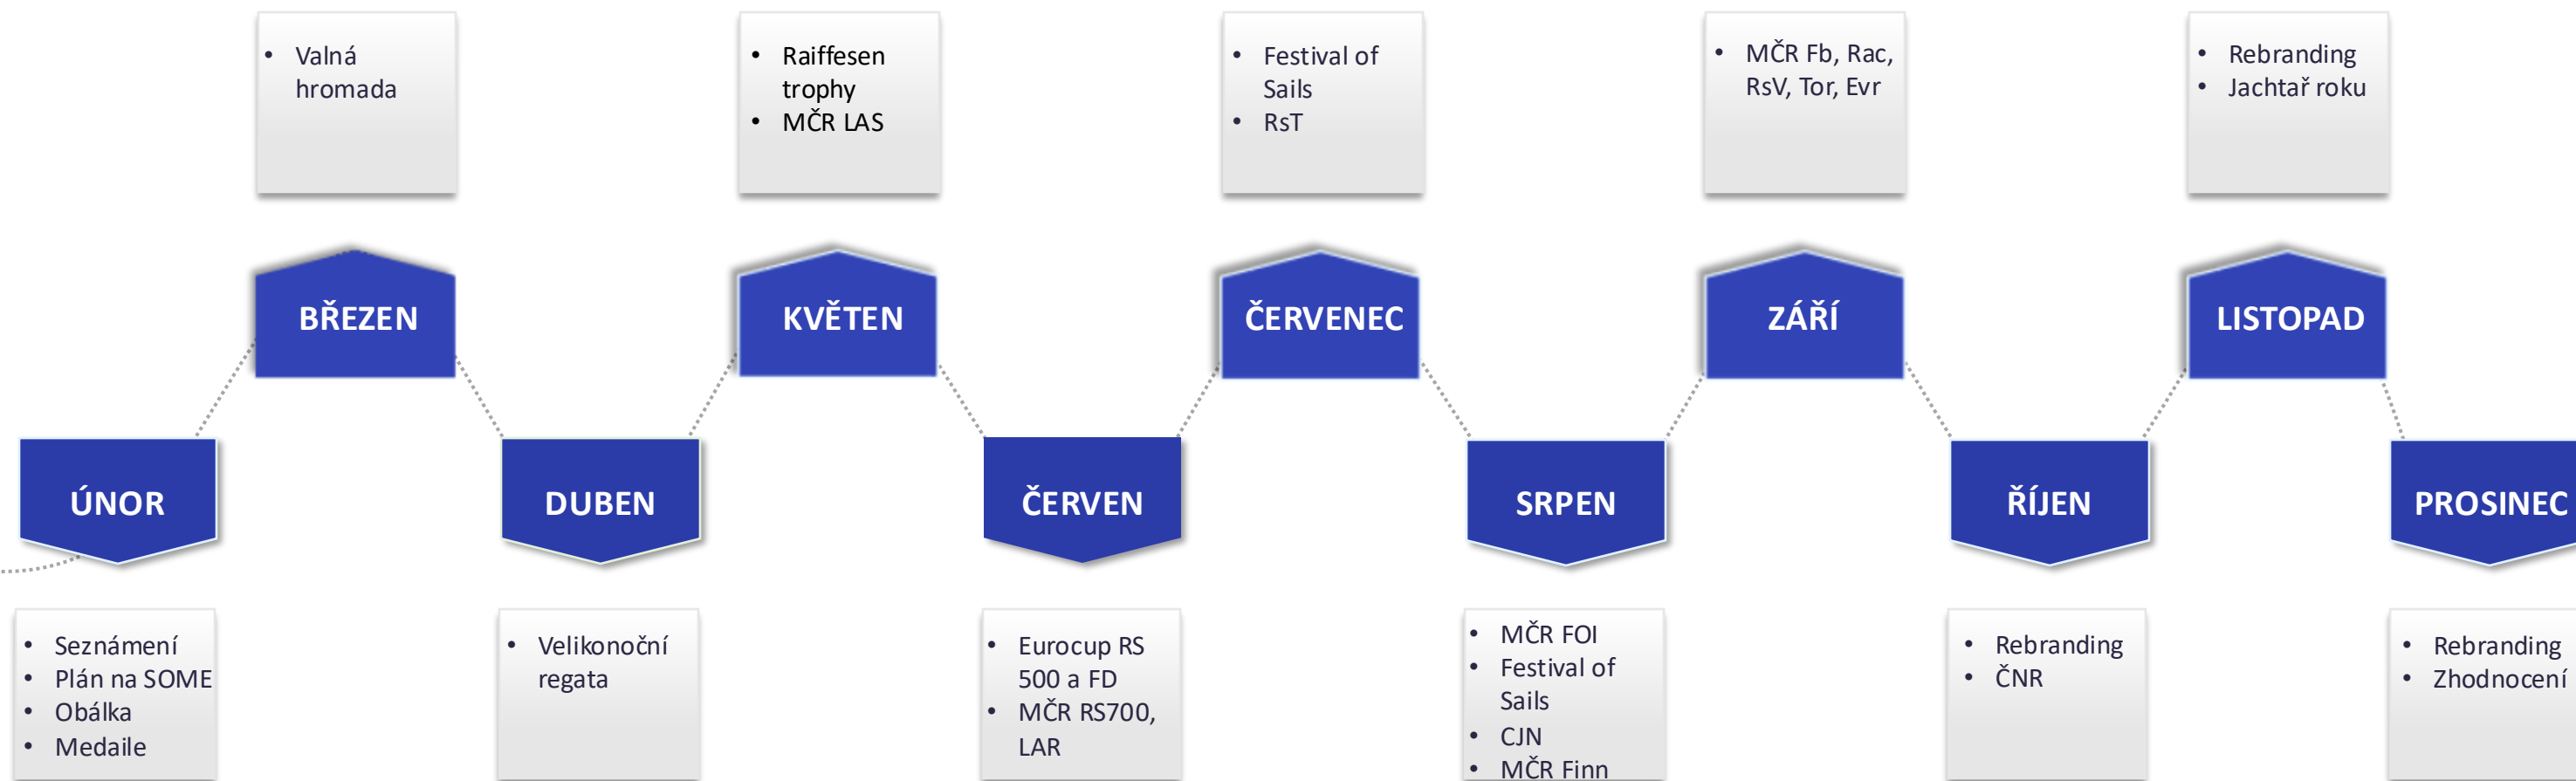 Valná
hromada
Raiffesen
trophy
MČR LAS
Festival of
Sails
RsT
MČR Fb, Rac,
RsV, Tor, Evr
Rebranding
Jachtař roku
BŘEZEN
KVĚTEN
ČERVENEC
ZÁŘÍ
LISTOPAD
ÚNOR
DUBEN
ČERVEN
SRPEN
ŘÍJEN
PROSINEC
Seznámení
Plán na SOME
Obálka
Medaile
Velikonoční
regata
Eurocup RS
500 a FD
MČR RS700,
LAR
MČR FOI
Festival of
Sails
CJN
MČR Finn
Rebranding
ČNR
Rebranding
Zhodnocení